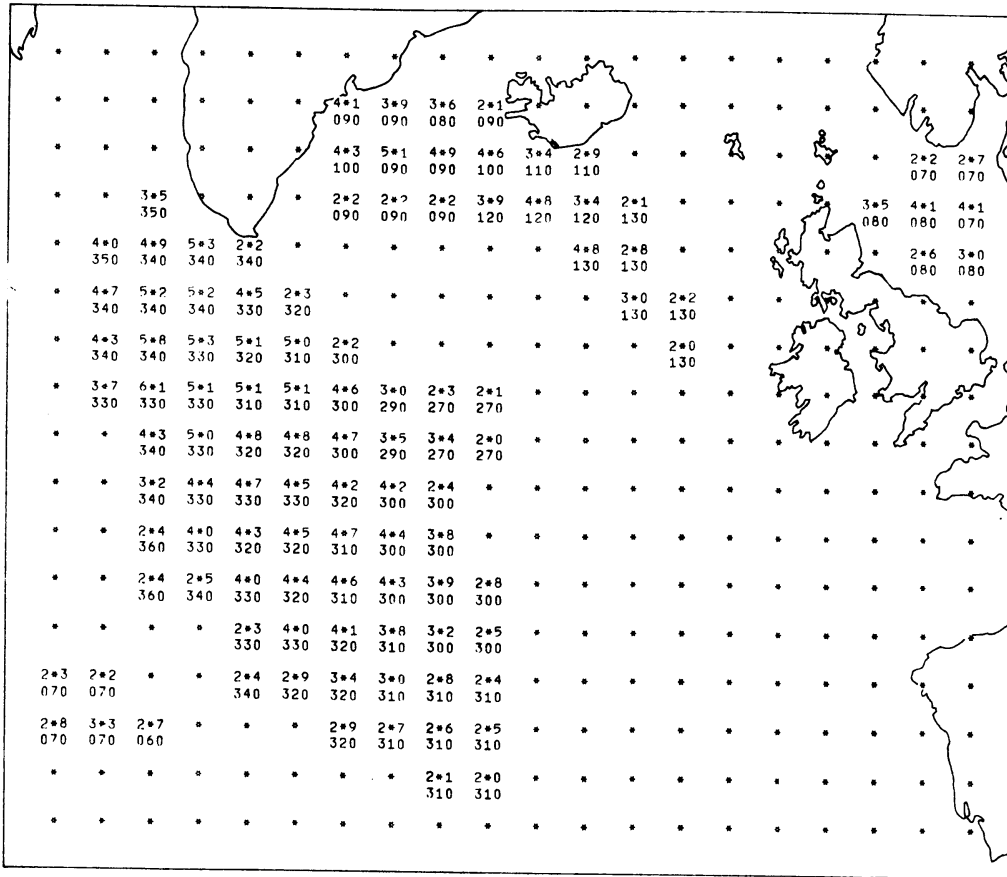 * * * * * * * * * * * * * * * * * * * *
* * * * * * 4*1 3*9 3*6 2*1 * * * * * * * * * *
090 090 080 090
* * * * * * 4*3 5*1 4*9 4*6 3*4 2*9 * * * * * * 2*2 2*7
100 090 090 100 110 110 070 070
* * 3*5 * * * 2*2 2*2 2*2 3*9 4*8 3*4 2*1 * * * * 3*5 4*1 4*1
350 090 090 090 120 120 120 130 080 080 070
* 4*0 4*9 5*3 2*2 * * * * * * 4*8 2*8 * * * * * 2*6 3*0
350 340 340 340 130 130 080 080
* 4*7 5*2 5*2 4*5 2*3 * * * * * * 3*0 2*2 * * * * * *
340 340 340 330 320 130 130
* 4*3 5*8 5*3 5*1 5*0 2*2 * * * * * * 2*0 * * * * * *
340 340 330 320 310 300 130
* 3*7 6*1 5*1 5*1 5*1 4*6 3*0 2*3 2*1 * * * * * * * * * *
330 330 330 310 310 300 290 270 270
* * 4*3 5*0 4*8 4*8 4*7 3*5 3*4 2*0 * * * * * * * * * *
340 330 320 320 300 290 270 270
* * 3*2 4*4 4*7 4*5 4*2 4*2 2*4 * * * * * * * * * * *
340 330 330 330 320 300 300
* * 2*4 4*0 4*3 4*5 4*7 4*4 3*8 * * * * * * * * * * *
360 330 320 320 310 300 300
* * 2*4 2*5 4*0 4*4 4*6 4*3 3*9 2*8 * * * * * * * * * *
360 340 330 320 310 300 300 300
* * * * 2*3 4*0 4*1 3*8 3*2 2*5 * * * * * * * * * *
330 330 320 310 300 300
2*3 2*2 * * 2*4 2*9 3*4 3*0 2*8 2*4 * * * * * * * * * *
070 070 340 320 320 310 310 310
2*8 3*3 2*7 * * * 2*9 2*7 2*6 2*5 * * * * * * * * * *
070 070 060 320 310 310 310
* * * * * * * * 2*1 2*0 * * * * * * * * * *
310 310
* * * * * * * * * * * * * * * * * * * *